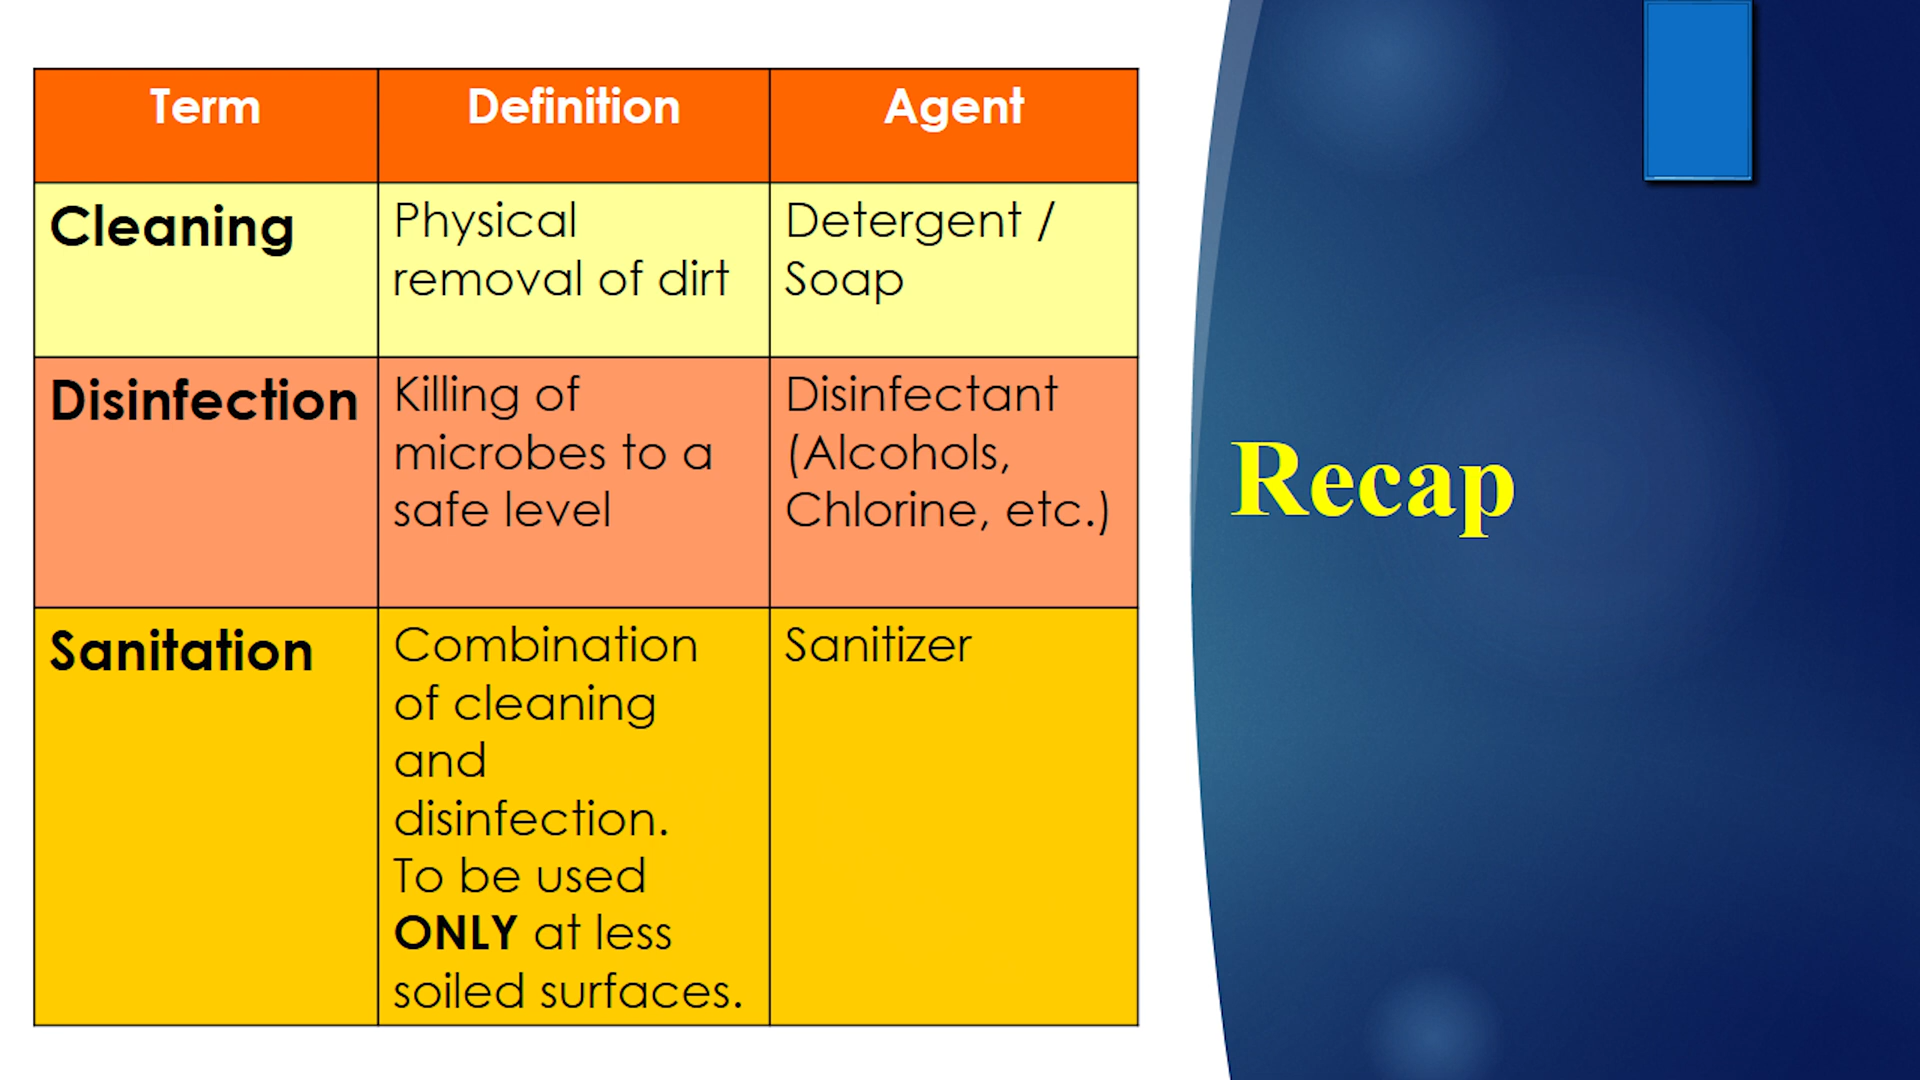 Term
Definition
Agent
Cleaning
Physical
removal of dirt
Detergent /
Soap
Disinfection
Killing of
microbes to a
safe level
Disinfectant
(Alcohols,
Chlorine, etc.)
Sanitation
Combination
of cleaning
and
disinfection.
To be used
ONLY at less
soiled surfaces.
Sanitizer
Recap